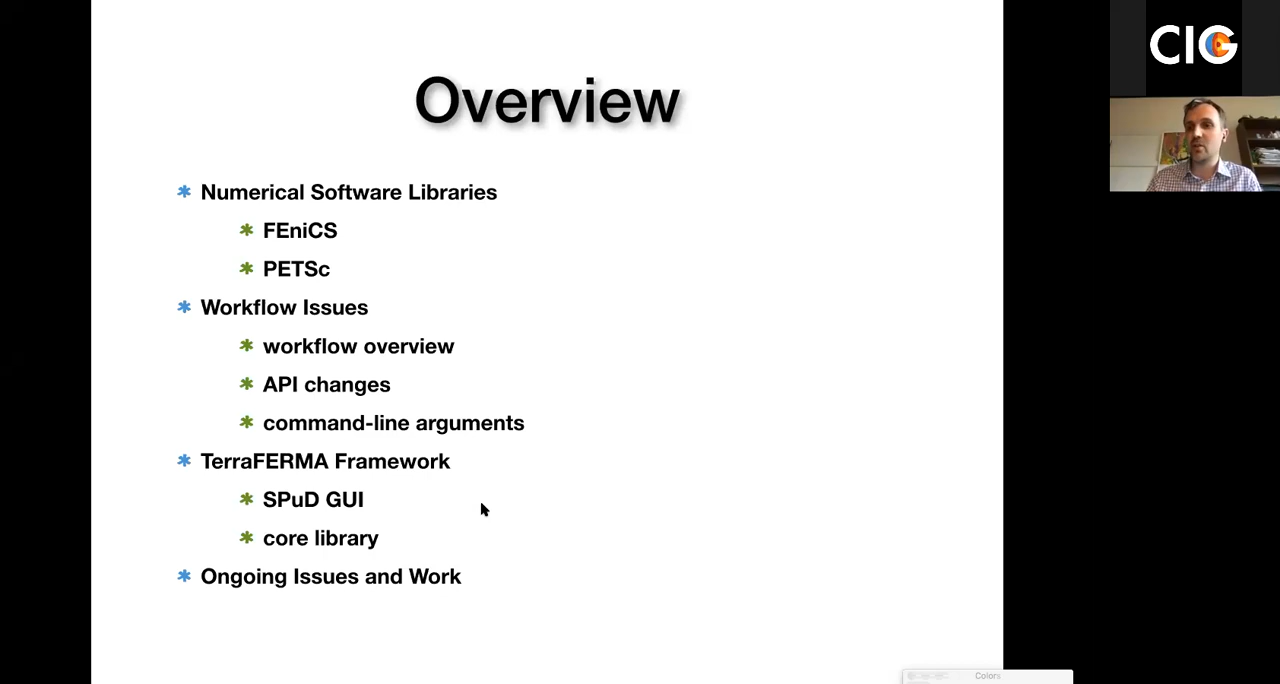 Overview
CIG
* Numerical Software Libraries
* FEniCS
* PETSc
* Workflow Issues
* workflow overview
* API changes
* command-line arguments
* TerraFERMA Framework
* SPuD GUI
* core library
* Ongoing Issues and Work
Colors